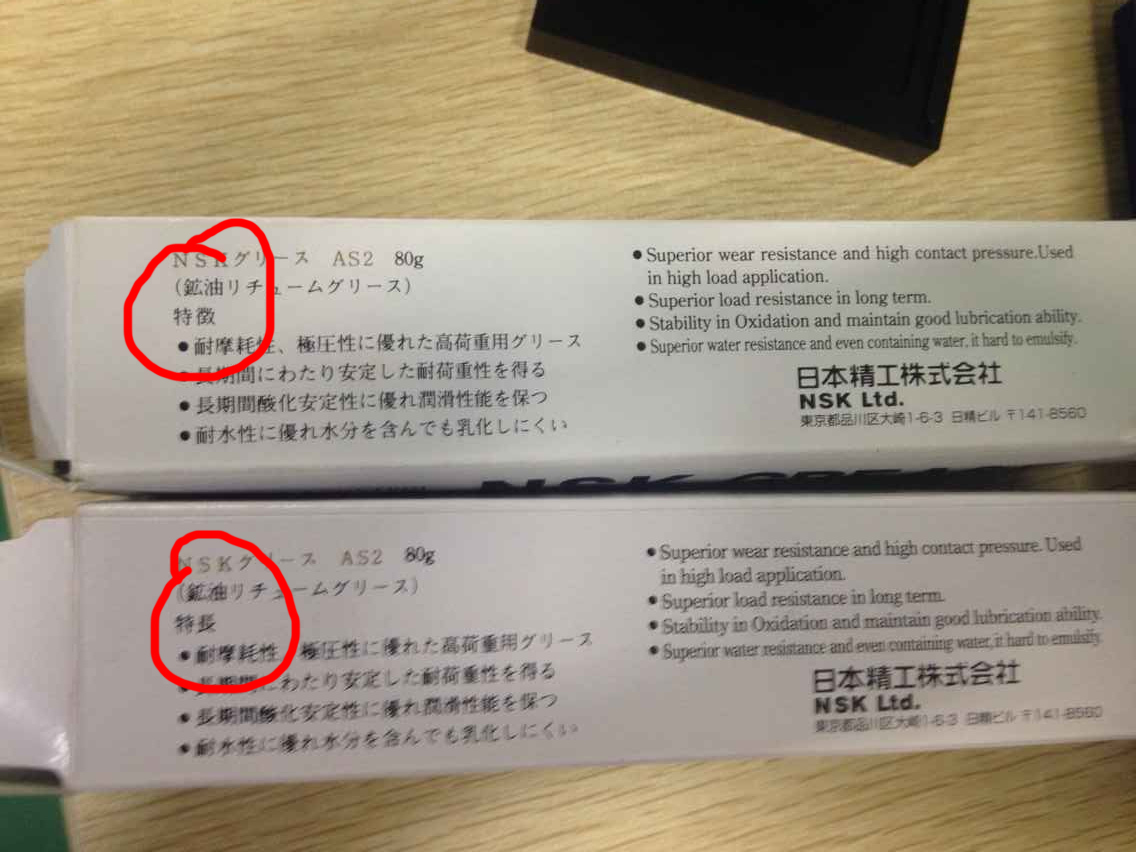 NSKグリース AS2 80g
(鉱油リチュームグリース)
特徴
●耐摩耗性、極圧性に優れた高荷重用グリース
●長期間にわたり安定した耐荷重性を得る
●長期間酸化安定性に優れ潤滑性能を保つ
●耐水性に優れ水分を含んでも乳化しにくい
●Superior wear resistance and high contact pressure.Used
in high load application.
●Superior load resistance in long term.
●Stability in Oxidation and maintain good lubrication ability.
●Superior water resistance and even containing water, it hard to emulsify.
日本精工株式会社
NSK Ltd.
東京都品川区大崎1-6-3 日精ビル 〒141-8560
NSK GREA
NSKグリース AS2 80g
(鉱油リチュームグリース)
特長
●耐摩耗性、極圧性に優れた高荷重用グリース
●長期間にわたり安定した耐荷重性を得る
●長期間酸化安定性に優れ潤滑性能を保つ
●耐水性に優れ水分を含んでも乳化しにくい
●Superior wear resistance and high contact pressure. Used
in high load application.
●Superior load resistance in long term.
●Stability in Oxidation and maintain good lubrication ability.
●Superior water resistance and even containing water, it hard to emulsify.
日本精工株式会社
NSK Ltd.
東京都品川区大崎1-6-3 日精ビル 〒141-8560